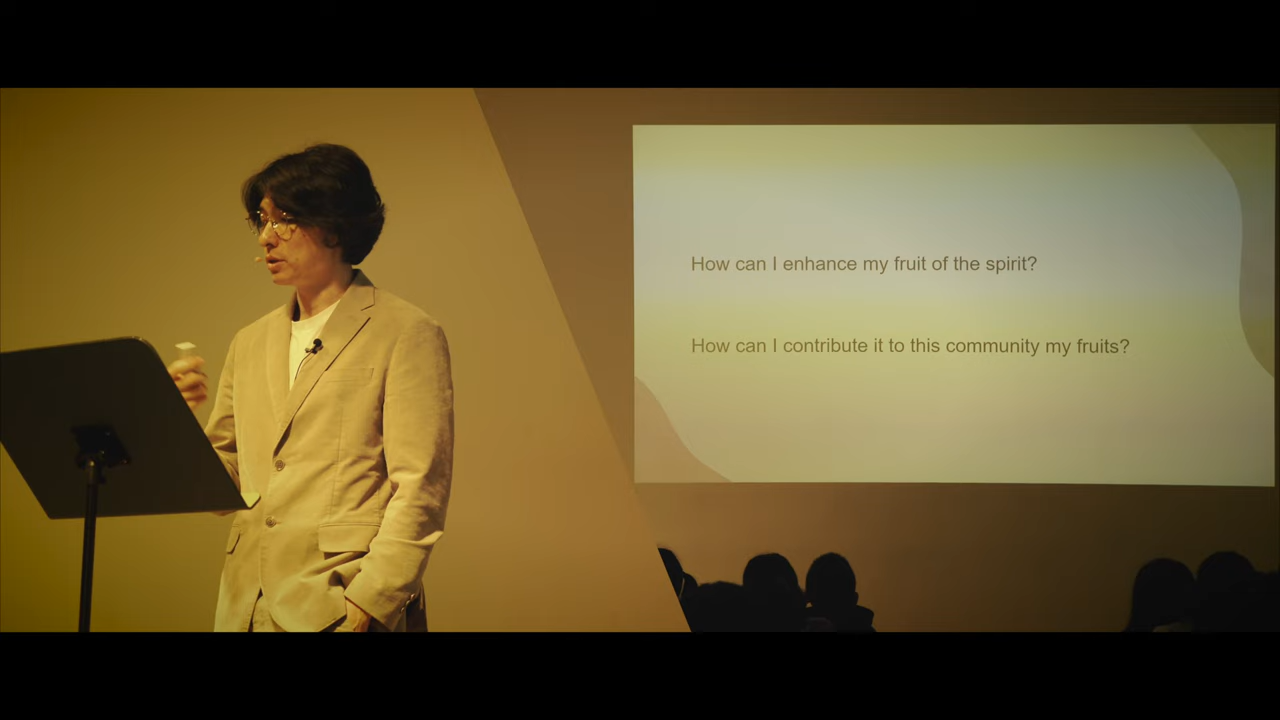 How can I enhance my fruit of the spirit?
How can I contribute it to this community my fruits?